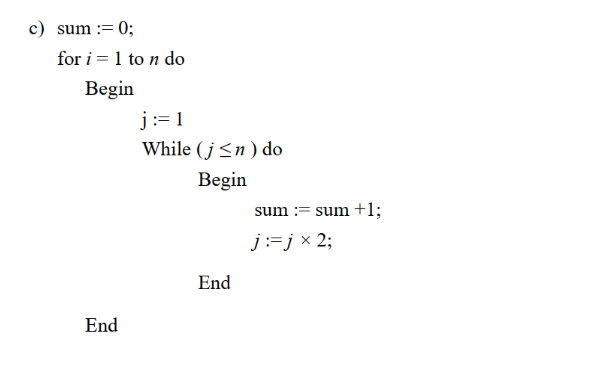 c) sum := 0;
for i = 1 to n do
Begin
j := 1
While ( j ≤ n ) do
Begin
sum := sum +1;
j := j × 2;
End
End